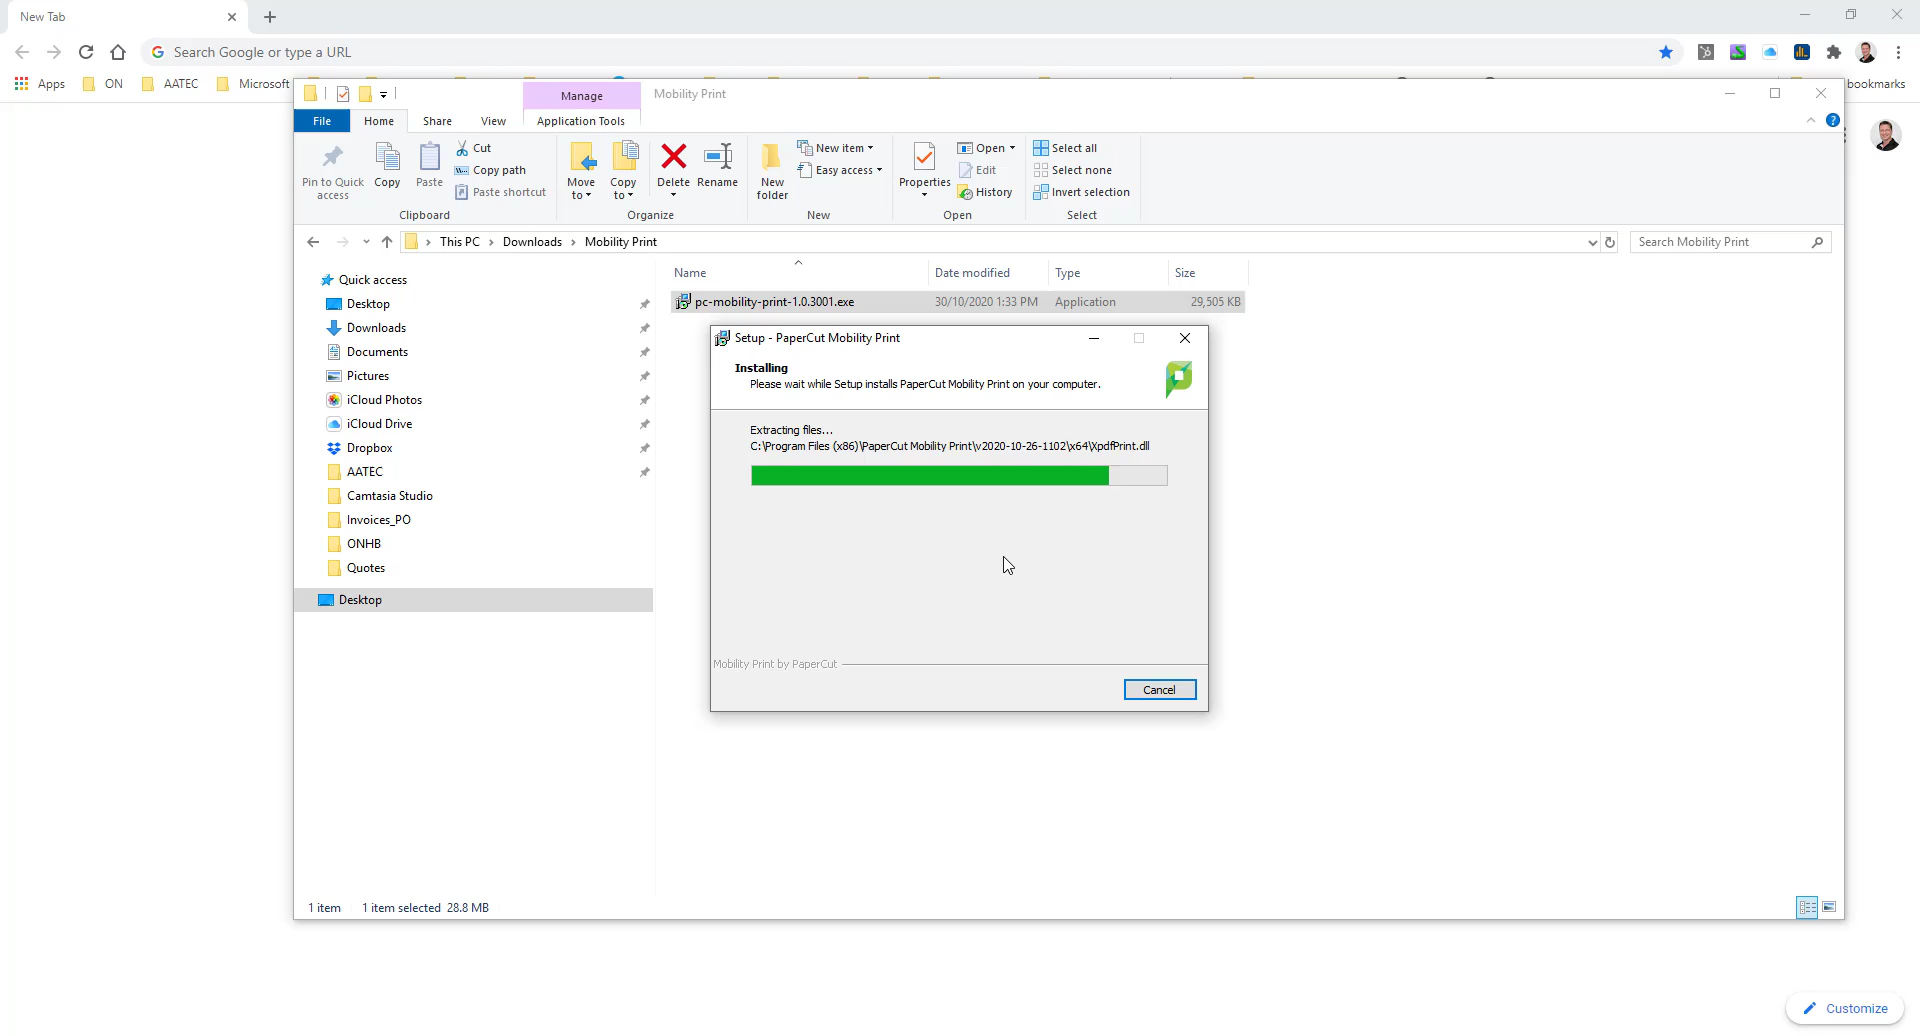 New Tab
Search Google or type a URL
Apps ON AATEC Microsoft bookmarks
Manage Mobility Print
File Home Share View Application Tools
Pin to Quick access
Copy
Paste
Cut
Copy path
Paste shortcut
Clipboard
Move to
Copy to
Delete
Rename
Organize
New folder
New item
Easy access
New
Properties
Open
Edit
History
Open
Select all
Select none
Invert selection
Select
This PC › Downloads › Mobility Print
Search Mobility Print
Quick access
Desktop
Downloads
Documents
Pictures
iCloud Photos
iCloud Drive
Dropbox
AATEC
Camtasia Studio
Invoices_PO
ONHB
Quotes
Desktop
Name Date modified Type Size
pc-mobility-print-1.0.3001.exe 30/10/2020 1:33 PM Application 29,505 KB
Setup - PaperCut Mobility Print
Installing
Please wait while Setup installs PaperCut Mobility Print on your computer.
Extracting files...
C:\Program Files (x86)\PaperCut Mobility Print\v2020-10-26-1102\x64\XpdfPrint.dll
Mobility Print by PaperCut
Cancel
1 item 1 item selected 28.8 MB
Customize